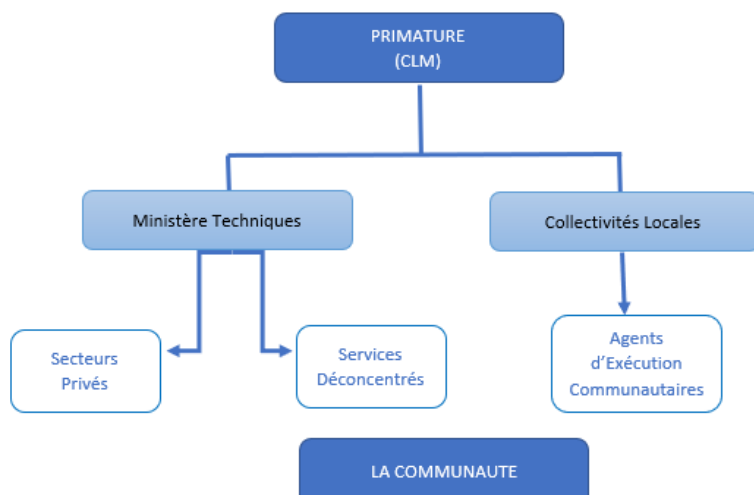 PRIMATURE
(CLM)
Ministère Techniques
Collectivités Locales
Secteurs
Privés
Services
Déconcentrés
Agents
d’Exécution
Communautaires
LA COMMUNAUTE